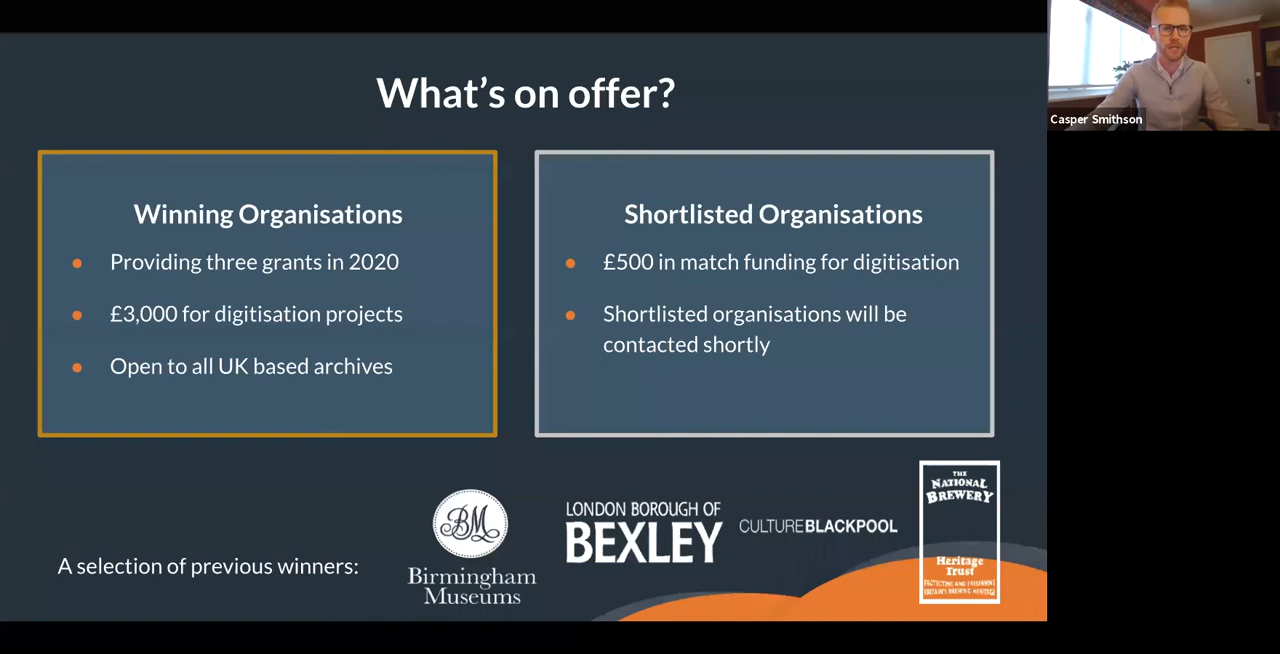 What's on offer?
Winning Organisations
● Providing three grants in 2020
● £3,000 for digitisation projects
● Open to all UK based archives
Shortlisted Organisations
● £500 in match funding for digitisation
● Shortlisted organisations will be
contacted shortly
A selection of previous winners:
BM
Birmingham
Museums
LONDON BOROUGH OF
BEXLEY
CULTUREBLACKPOOL
THE
NATIONAL
BREWERY
Heritage
Trust
PROTECTING AND PRESERVING
BRITAIN'S BREWING HERITAGE
Casper Smithson